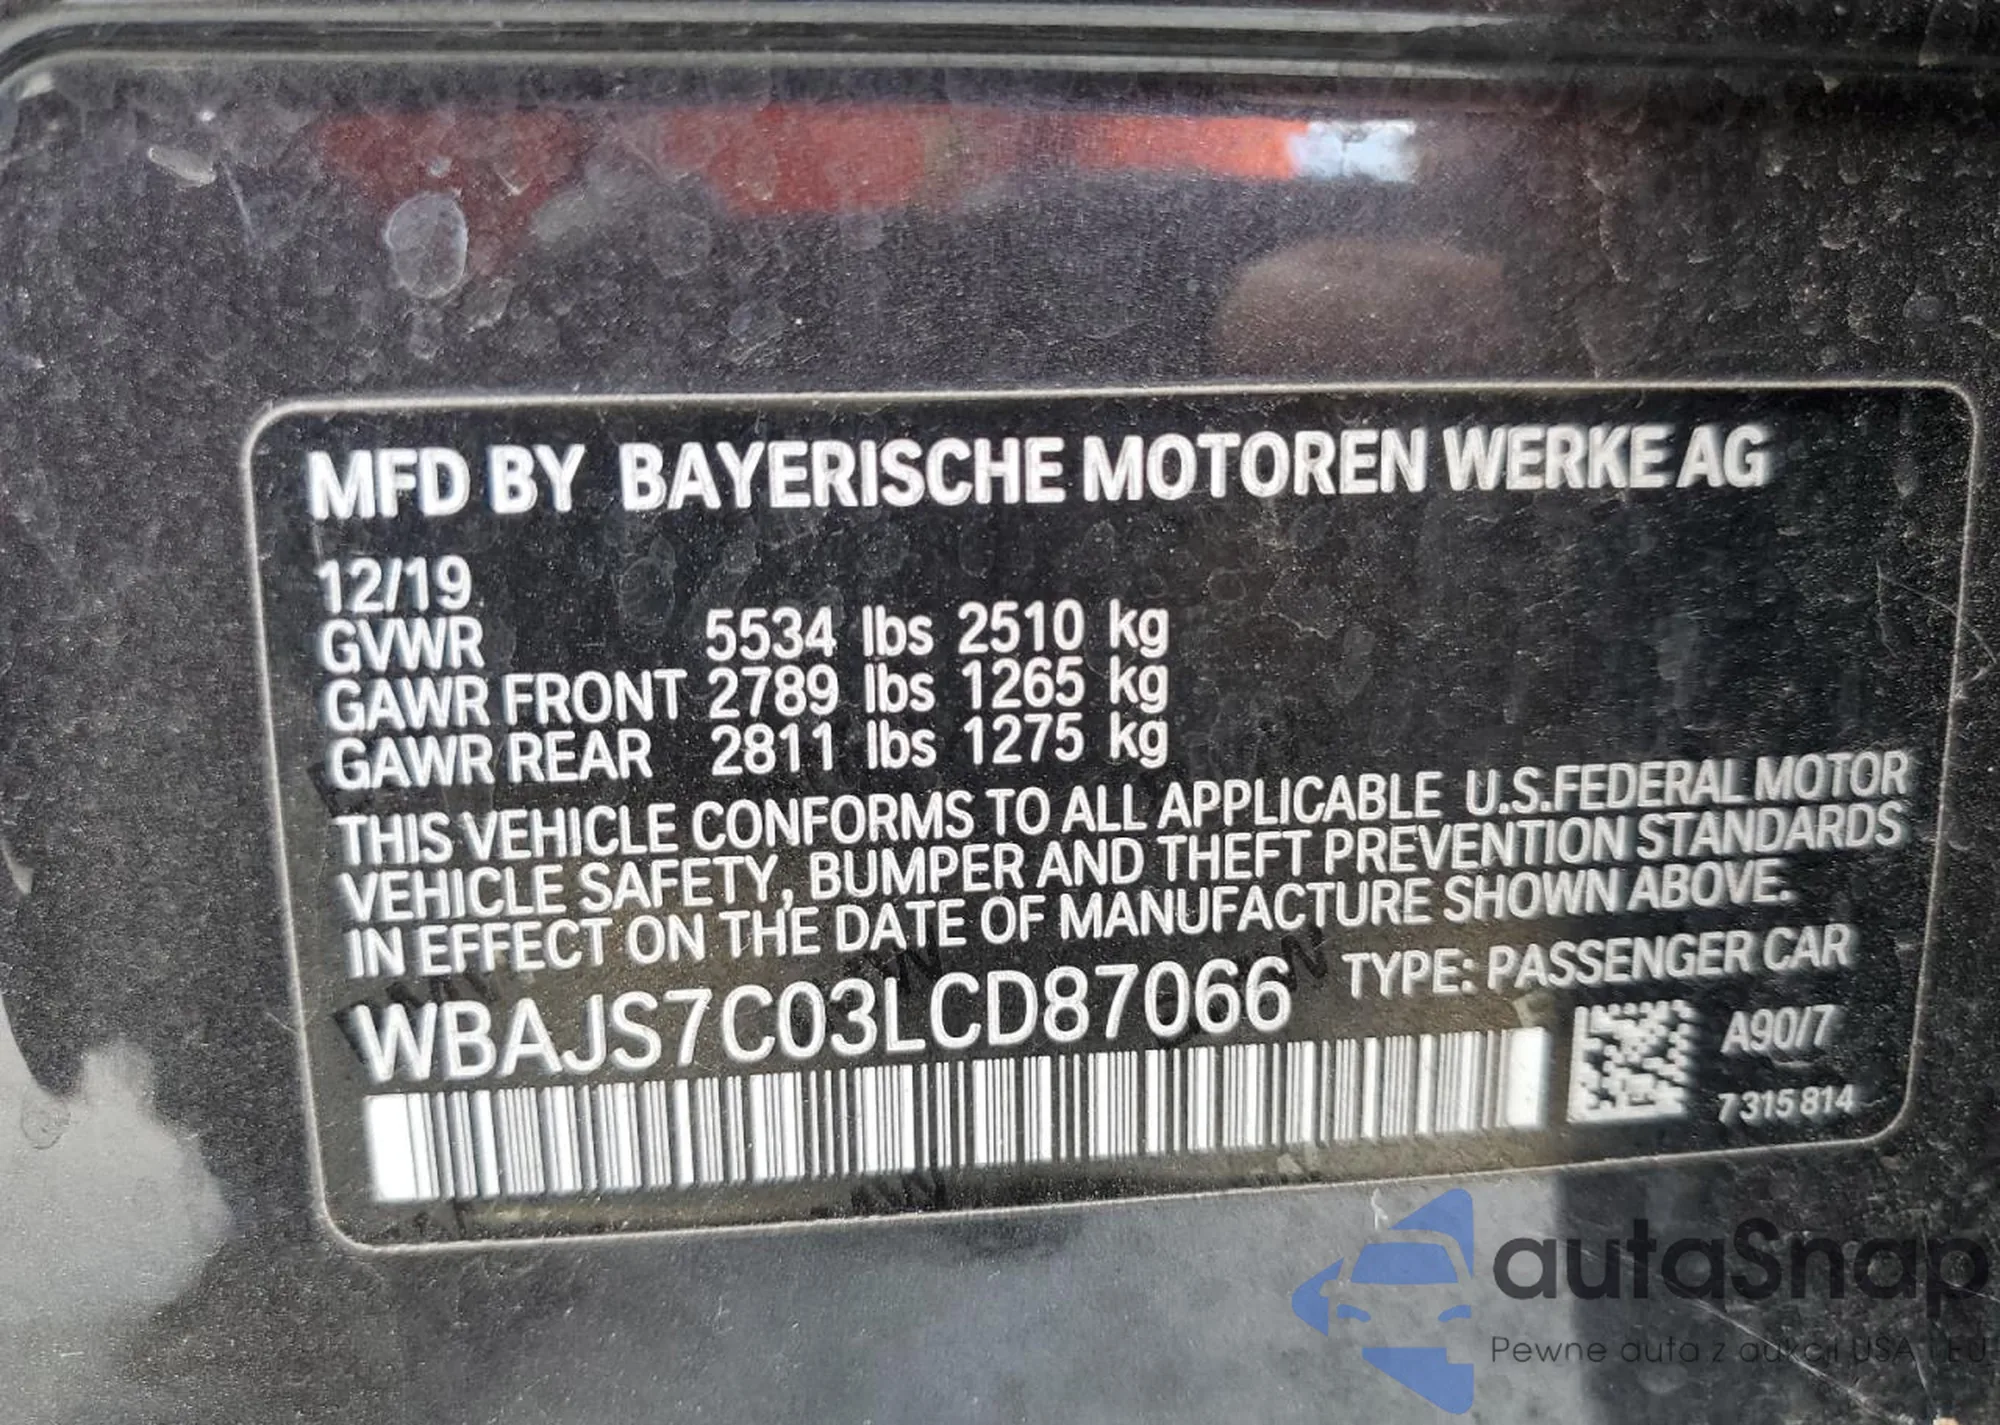 MFD BY BAYERISCHE MOTOREN WERKE AG
12/19
GVWR 5534 lbs 2510 kg
GAWR FRONT 2789 lbs 1265 kg
GAWR REAR 2811 lbs 1275 kg
THIS VEHICLE CONFORMS TO ALL APPLICABLE U.S.FEDERAL MOTOR
VEHICLE SAFETY, BUMPER AND THEFT PREVENTION STANDARDS
IN EFFECT ON THE DATE OF MANUFACTURE SHOWN ABOVE.
WBAJS7C03LCD87066 TYPE: PASSENGER CAR
A90/7
7 315 814
autaSnap
Pewne auta z aukcji USA i EU